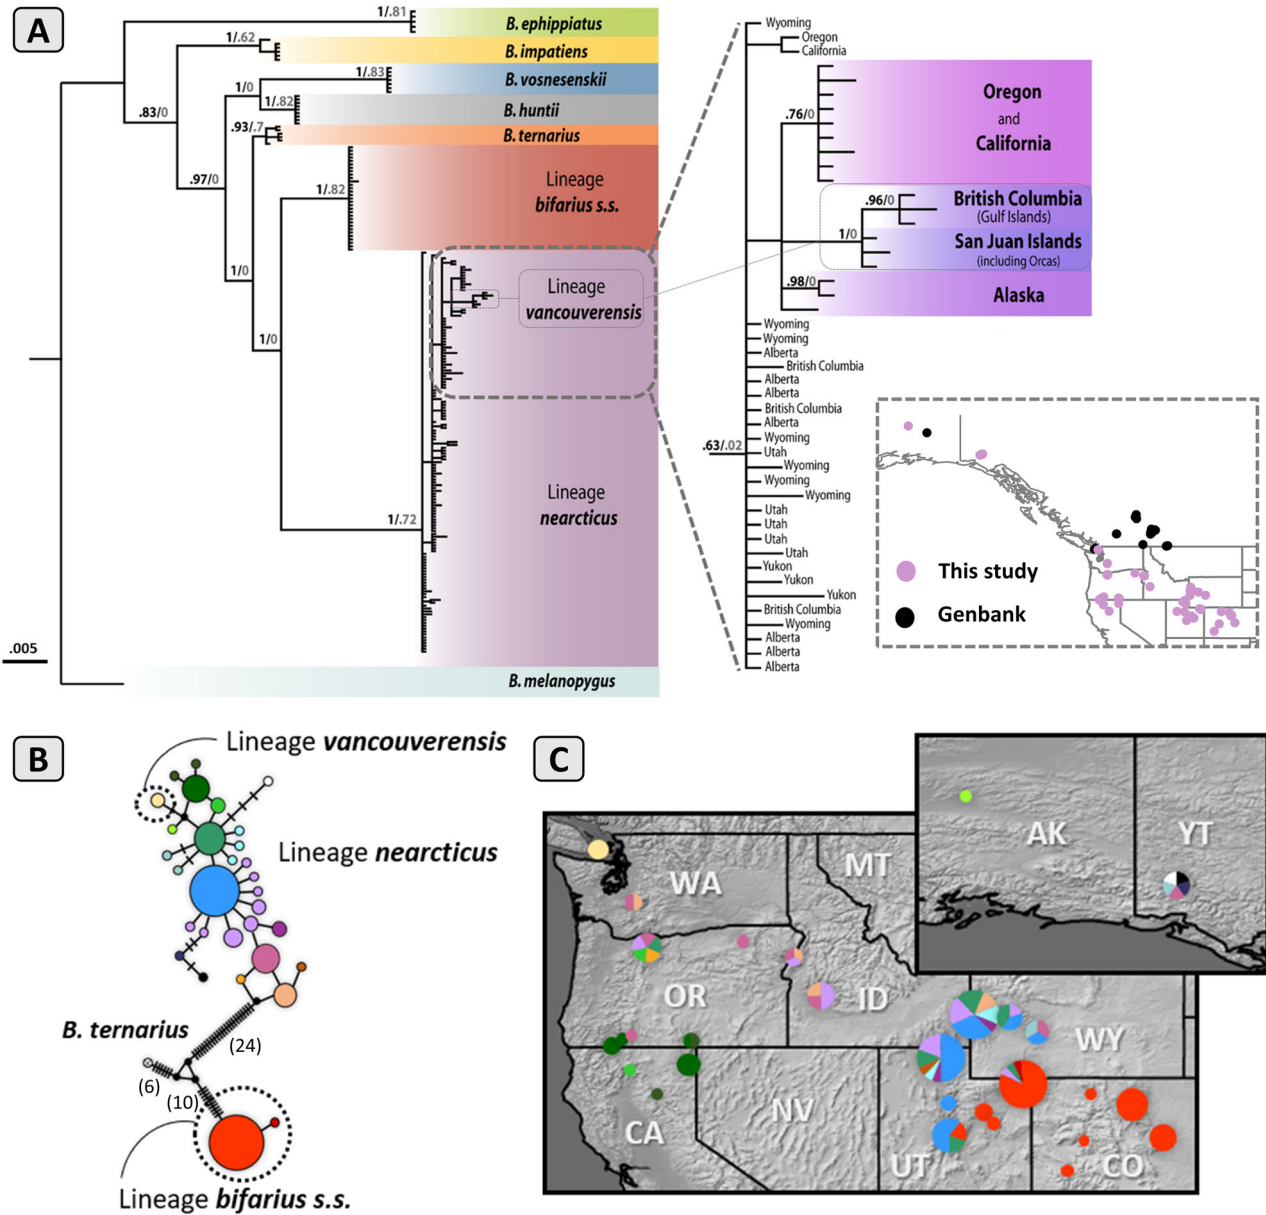 A
1/.81
B. ephippiatus
1/.62
B. impatiens
1/.83
B. vosnesenskii
1/0
1/.82
B. huntii
.83/0
.93/.7
B. ternarius
.97/0
1/.82
Lineage
bifarius s.s.
1/0
Lineage
vancouverensis
1/0
Lineage
nearcticus
1/.72
.005
B. melanopygus
Wyoming
Oregon
California
.76/0
Oregon
and
California
.96/0
British Columbia
(Gulf Islands)
1/0
San Juan Islands
(including Orcas)
.98/0
Alaska
Wyoming
Wyoming
Alberta
British Columbia
Alberta
Alberta
British Columbia
Alberta
Wyoming
.63/.02
Utah
Wyoming
Wyoming
Wyoming
Utah
Utah
Utah
Utah
Yukon
Yukon
Yukon
British Columbia
Wyoming
Alberta
Alberta
Alberta
This study
Genbank
B
Lineage vancouverensis
Lineage nearcticus
B. ternarius
(24)
(6)
(10)
Lineage bifarius s.s.
C
AK
YT
WA
MT
OR
ID
WY
CA
NV
UT
CO